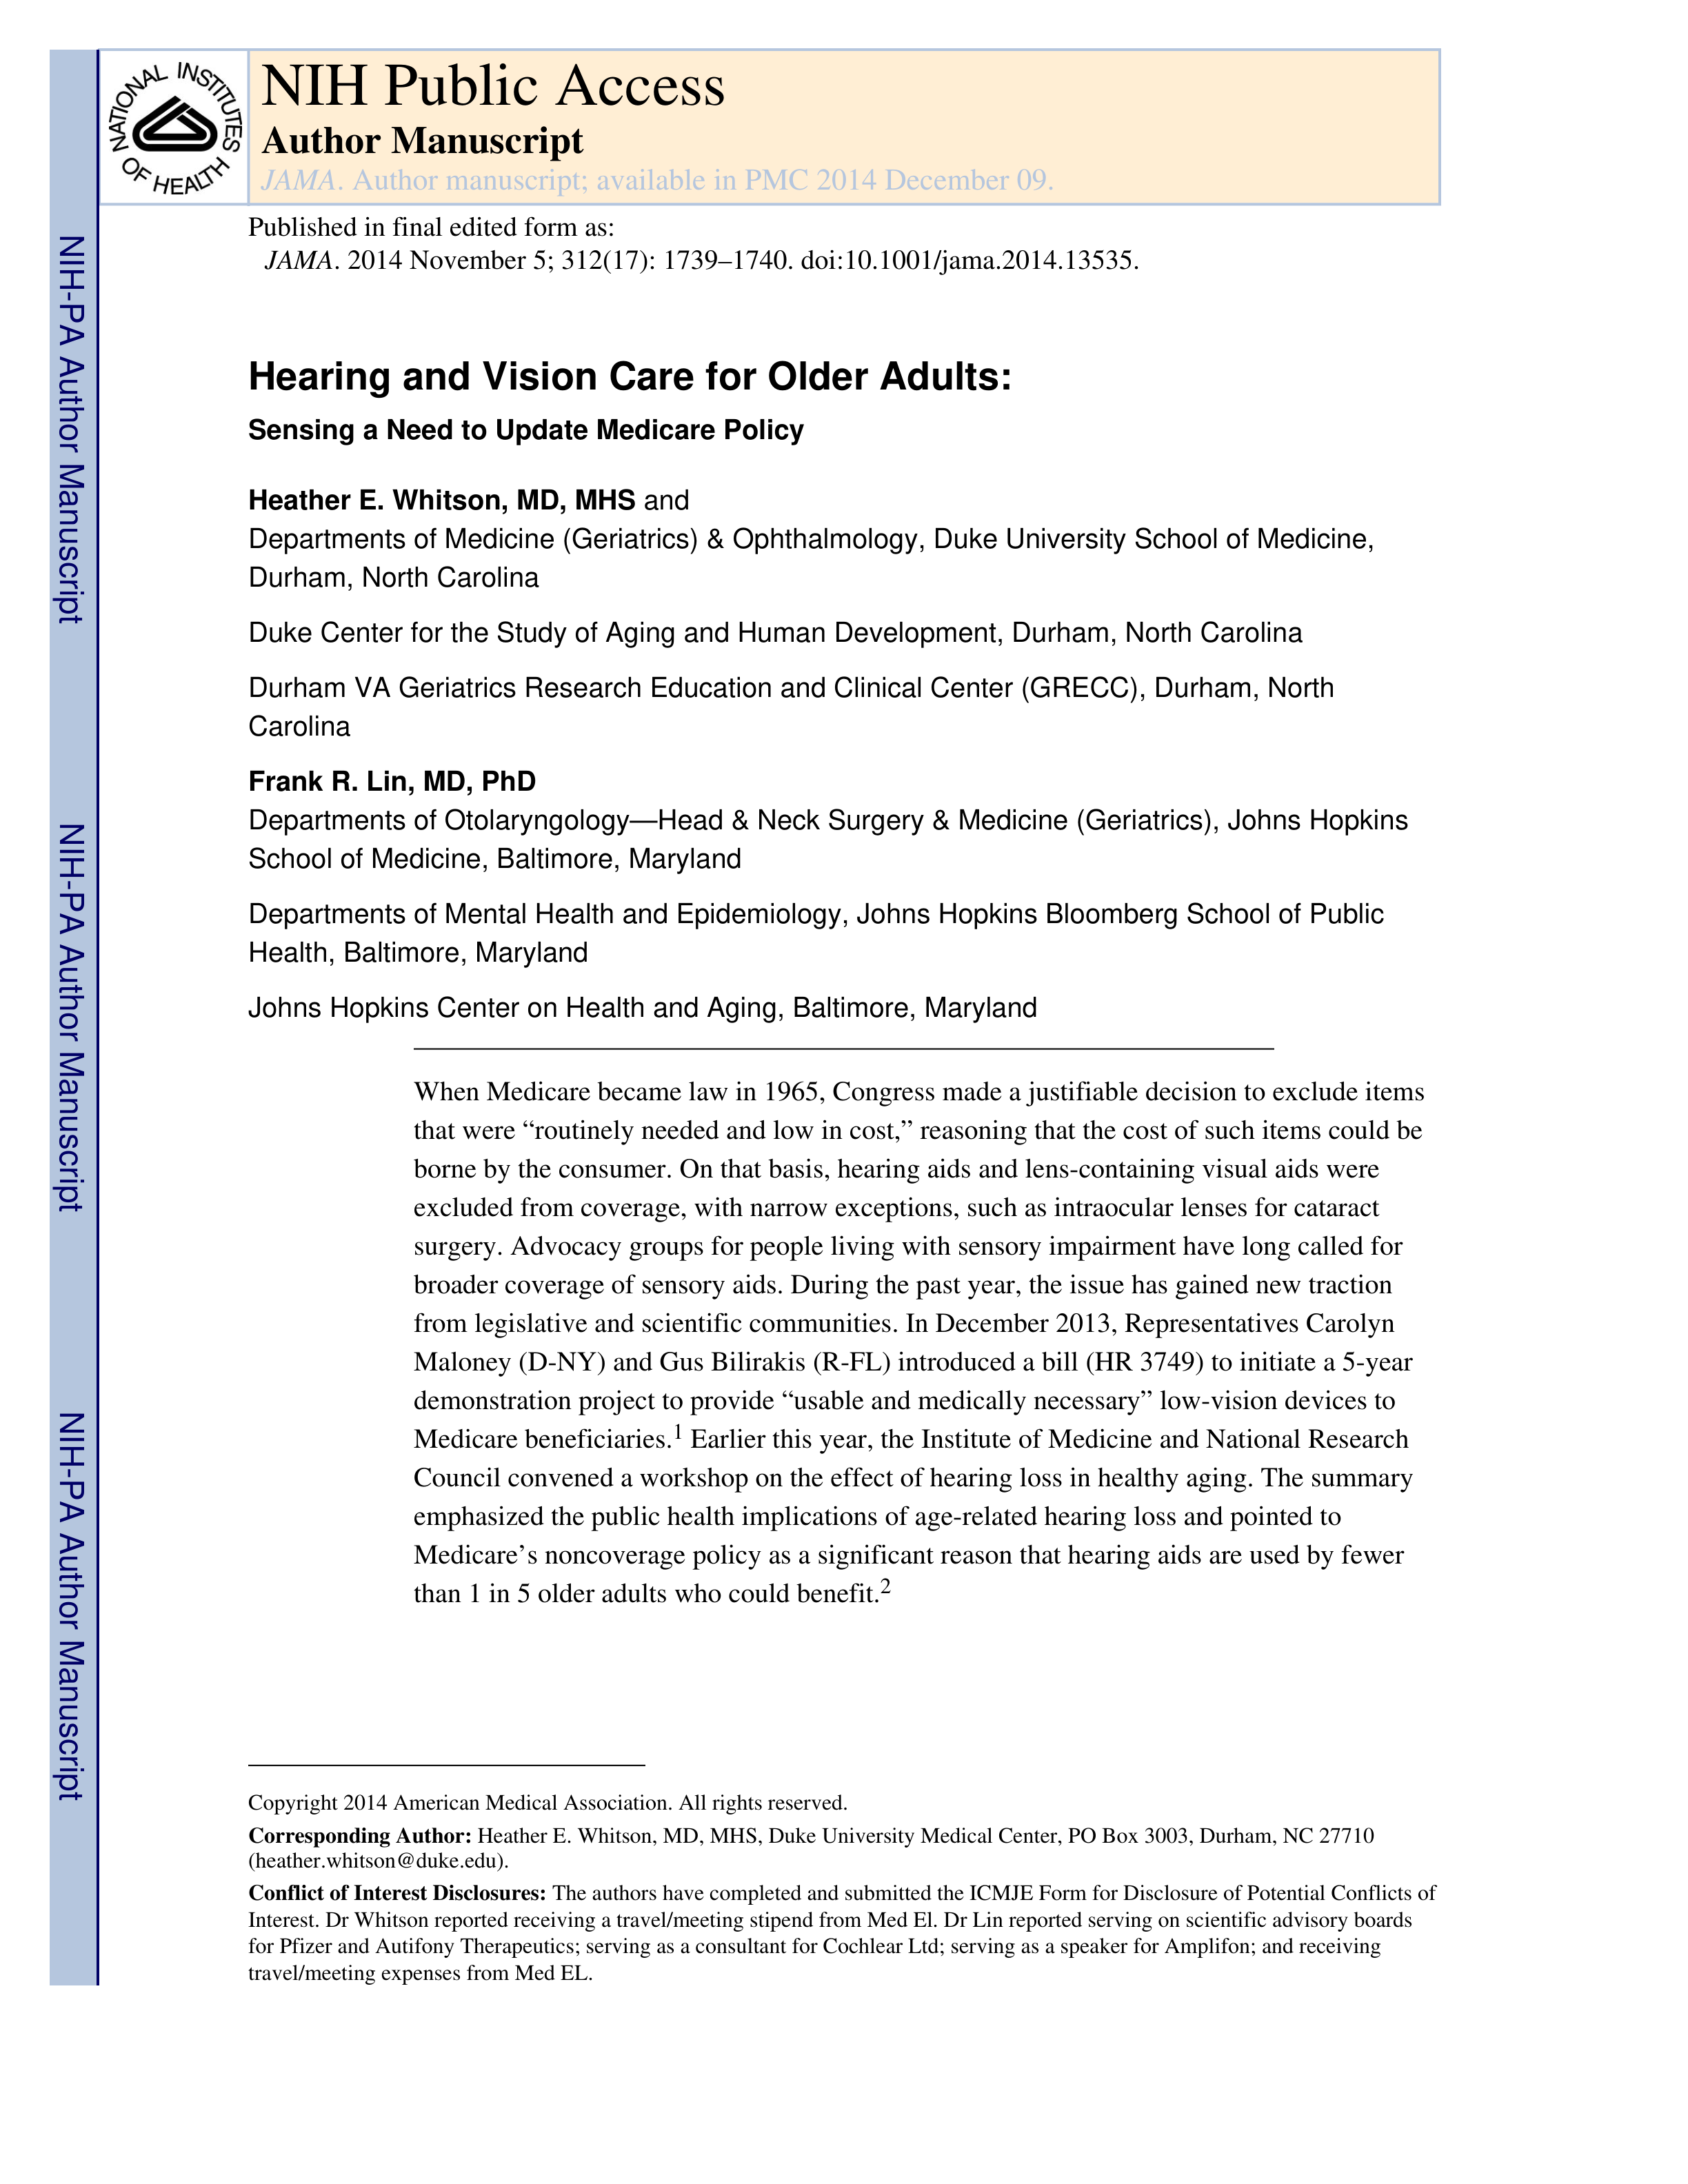 NATIONAL INSTITUTES OF HEALTH
NIH Public Access
Author Manuscript
JAMA. Author manuscript; available in PMC 2014 December 09.
Published in final edited form as:
JAMA. 2014 November 5; 312(17): 1739–1740. doi:10.1001/jama.2014.13535.
Hearing and Vision Care for Older Adults:
Sensing a Need to Update Medicare Policy
Heather E. Whitson, MD, MHS and
Departments of Medicine (Geriatrics) & Ophthalmology, Duke University School of Medicine,
Durham, North Carolina
Duke Center for the Study of Aging and Human Development, Durham, North Carolina
Durham VA Geriatrics Research Education and Clinical Center (GRECC), Durham, North
Carolina
Frank R. Lin, MD, PhD
Departments of Otolaryngology—Head & Neck Surgery & Medicine (Geriatrics), Johns Hopkins
School of Medicine, Baltimore, Maryland
Departments of Mental Health and Epidemiology, Johns Hopkins Bloomberg School of Public
Health, Baltimore, Maryland
Johns Hopkins Center on Health and Aging, Baltimore, Maryland
When Medicare became law in 1965, Congress made a justifiable decision to exclude items
that were “routinely needed and low in cost,” reasoning that the cost of such items could be
borne by the consumer. On that basis, hearing aids and lens-containing visual aids were
excluded from coverage, with narrow exceptions, such as intraocular lenses for cataract
surgery. Advocacy groups for people living with sensory impairment have long called for
broader coverage of sensory aids. During the past year, the issue has gained new traction
from legislative and scientific communities. In December 2013, Representatives Carolyn
Maloney (D-NY) and Gus Bilirakis (R-FL) introduced a bill (HR 3749) to initiate a 5-year
demonstration project to provide “usable and medically necessary” low-vision devices to
Medicare beneficiaries.1 Earlier this year, the Institute of Medicine and National Research
Council convened a workshop on the effect of hearing loss in healthy aging. The summary
emphasized the public health implications of age-related hearing loss and pointed to
Medicare’s noncoverage policy as a significant reason that hearing aids are used by fewer
than 1 in 5 older adults who could benefit.2
Copyright 2014 American Medical Association. All rights reserved.
Corresponding Author: Heather E. Whitson, MD, MHS, Duke University Medical Center, PO Box 3003, Durham, NC 27710
(heather.whitson@duke.edu).
Conflict of Interest Disclosures: The authors have completed and submitted the ICMJE Form for Disclosure of Potential Conflicts of
Interest. Dr Whitson reported receiving a travel/meeting stipend from Med El. Dr Lin reported serving on scientific advisory boards
for Pfizer and Autifony Therapeutics; serving as a consultant for Cochlear Ltd; serving as a speaker for Amplifon; and receiving
travel/meeting expenses from Med EL.
NIH-PA Author Manuscript
NIH-PA Author Manuscript
NIH-PA Author Manuscript